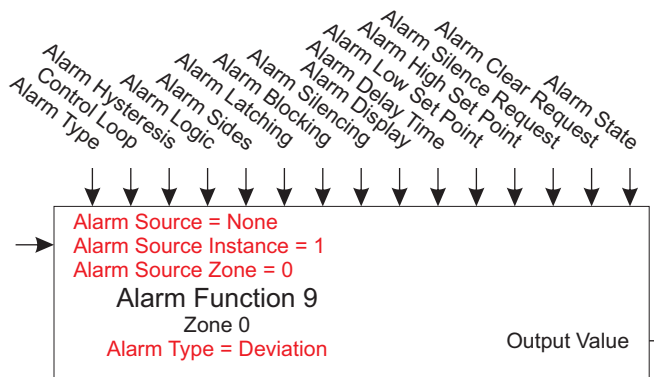 Alarm Type
Control Loop
Alarm Hysteresis
Alarm Logic
Alarm Sides
Alarm Latching
Alarm Blocking
Alarm Silencing
Alarm Display
Alarm Delay Time
Alarm Low Set Point
Alarm High Set Point
Alarm Silence Request
Alarm Clear Request
Alarm State
Alarm Source = None
Alarm Source Instance = 1
Alarm Source Zone = 0
Alarm Function 9
Zone 0
Alarm Type = Deviation
Output Value